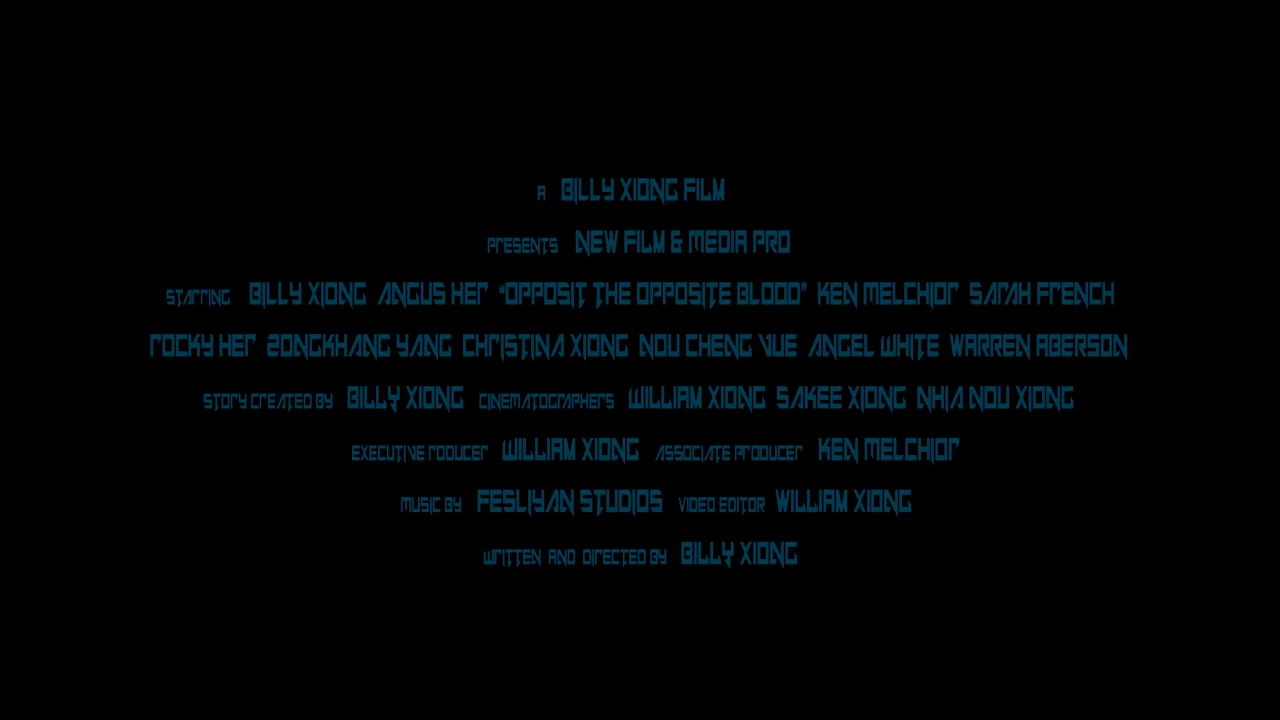 A BILLY XIONG FILM
PRESENTS NEW FILM & MEDIA PRO
STARRING BILLY XIONG ANGUS HER “OPPOSIT THE OPPOSITE BLOOD” KEN MELCHIOR SARAH FRENCH
ROCKY HER ZONGKHANG YANG CHRISTINA XIONG NOU CHENG VUE ANGEL WHITE WARREN ABERSON
STORY CREATED BY BILLY XIONG CINEMATOGRAPHERS WILLIAM XIONG SAKEE XIONG NHIA NOU XIONG
EXECUTIVE RODUCER WILLIAM XIONG ASSOCIATE PRODUCER KEN MELCHIOR
MUSIC BY FESLIYAN STUDIOS VIDEO EDITOR WILLIAM XIONG
WRITTEN AND DIRECTED BY BILLY XIONG